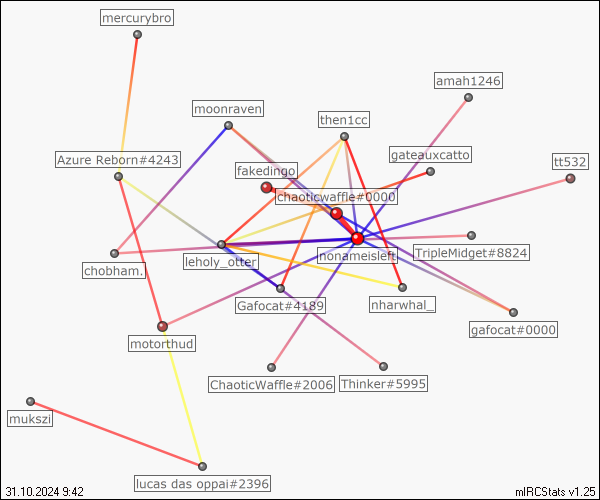 mercurybro
amah1246
moonraven
then1cc
gateauxcatto
Azure Reborn#4243
tt532
fakedingo
chaoticwaffle#0000
TripleMidget#8824
nonameisleft
leholy_otter
chobham.
Gafocat#4189
nharwhal_
gafocat#0000
motorthud
ChaoticWaffle#2006
Thinker#5995
mukszi
lucas das oppai#2396
31.10.2024 9:42
mIRCStats v1.25